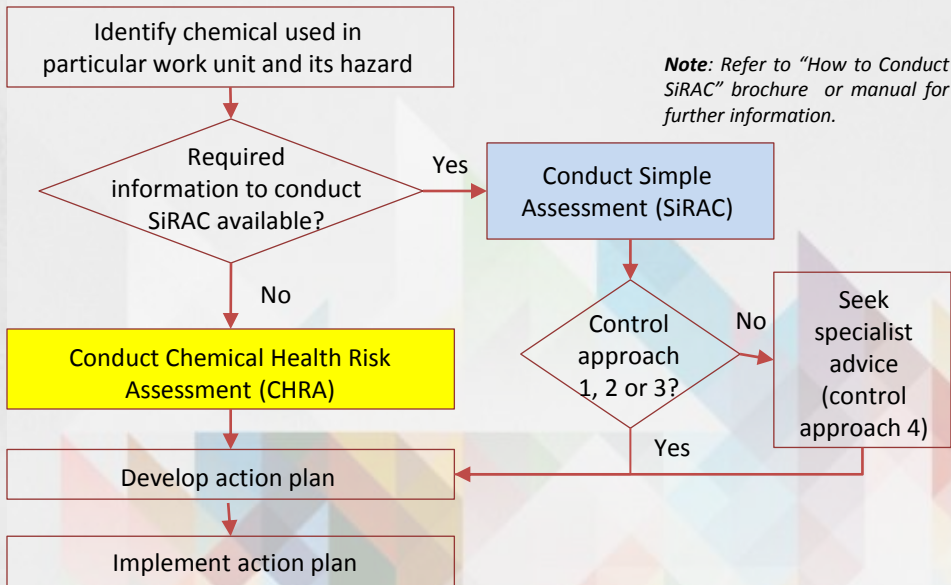 Identify chemical used in
particular work unit and its hazard
Note: Refer to “How to Conduct
SiRAC” brochure or manual for
further information.
Required
information to conduct
SiRAC available?
Yes
Conduct Simple
Assessment (SiRAC)
No
Control
approach
1, 2 or 3?
No
Seek
specialist
advice
(control
approach 4)
Conduct Chemical Health Risk
Assessment (CHRA)
Yes
Develop action plan
Implement action plan